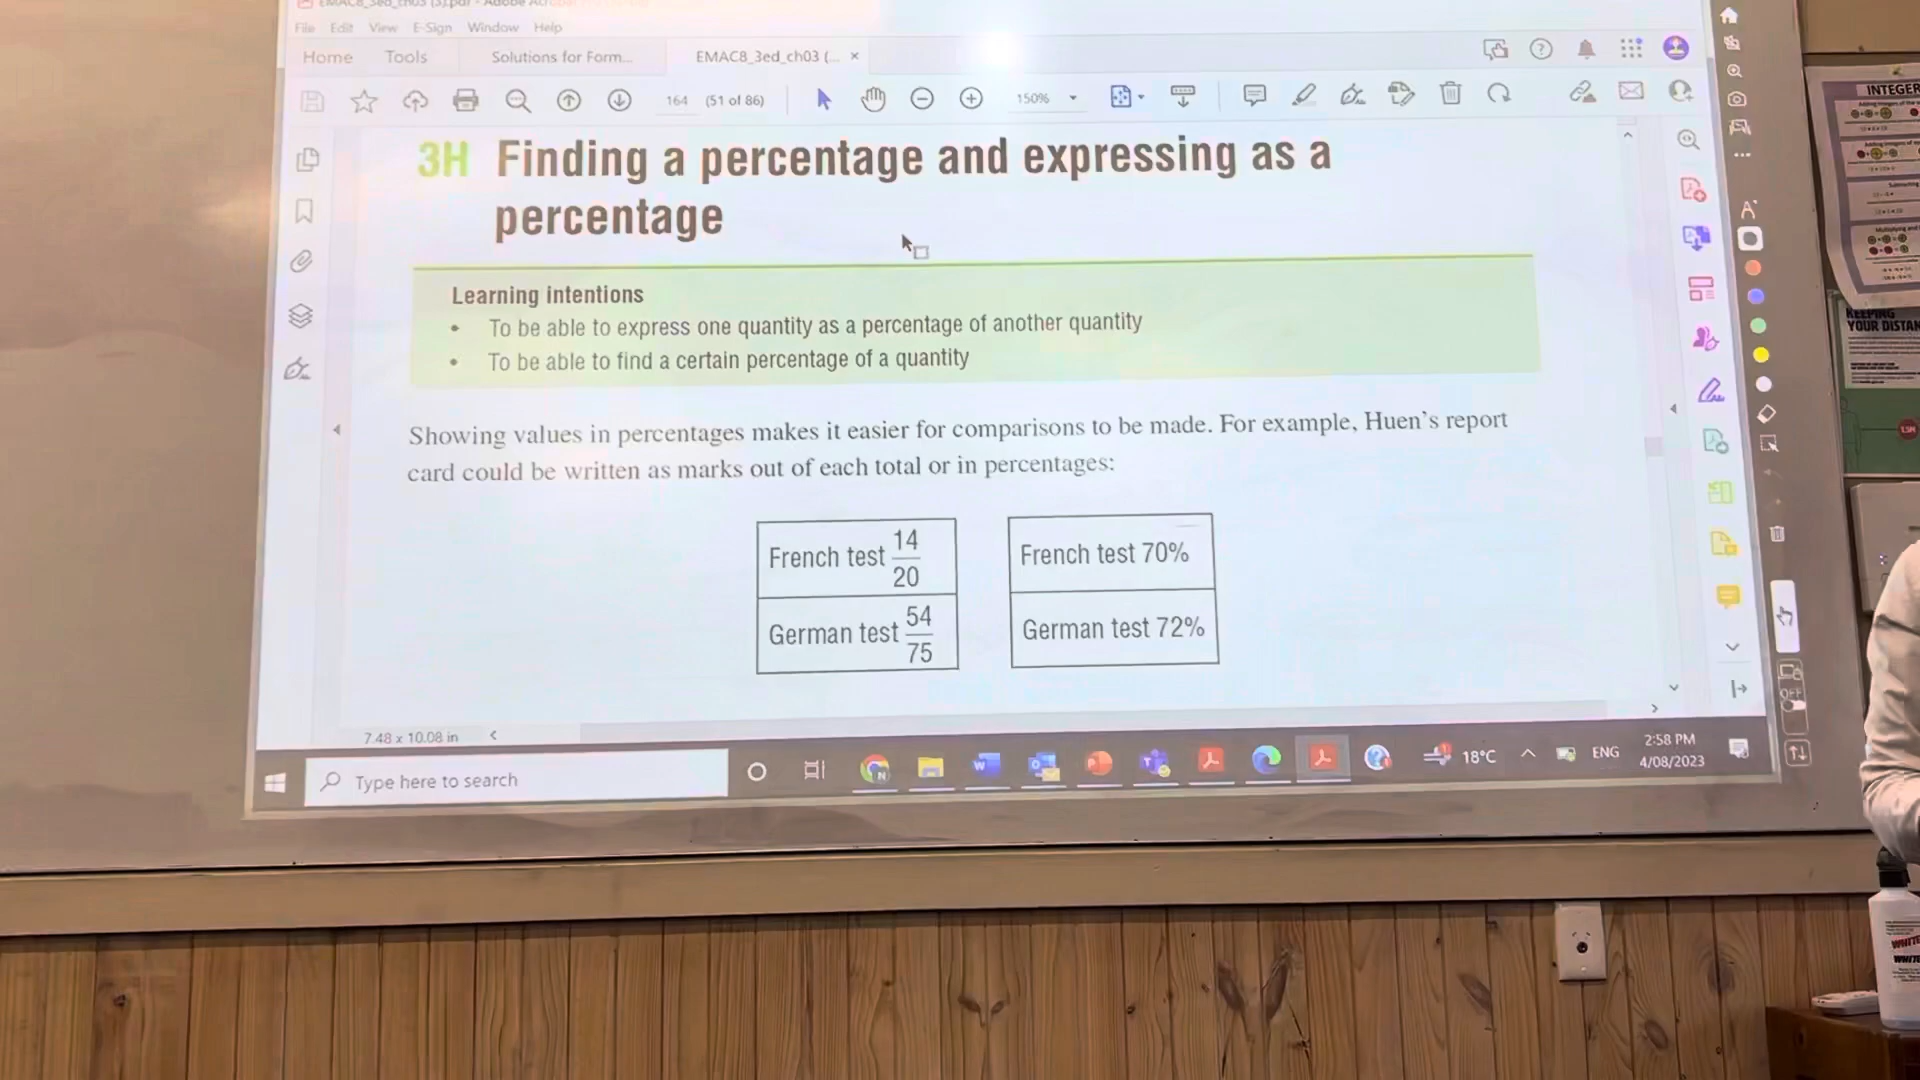 File Edit View E-Sign Window Help
Home Tools Solutions for Form... EMAC8_3ed_ch03 (... ×
164 (51 of 86) 150%
3H Finding a percentage and expressing as a
percentage
Learning intentions
• To be able to express one quantity as a percentage of another quantity
• To be able to find a certain percentage of a quantity
Showing values in percentages makes it easier for comparisons to be made. For example, Huen's report
card could be written as marks out of each total or in percentages:
French test 14/20
German test 54/75
French test 70%
German test 72%
7.48 x 10.08 in
Type here to search
18°C ENG
2:58 PM
4/08/2023
OFF
INTEGER
KEEPING
YOUR DISTAN
1.5M
WHITE
WHITE